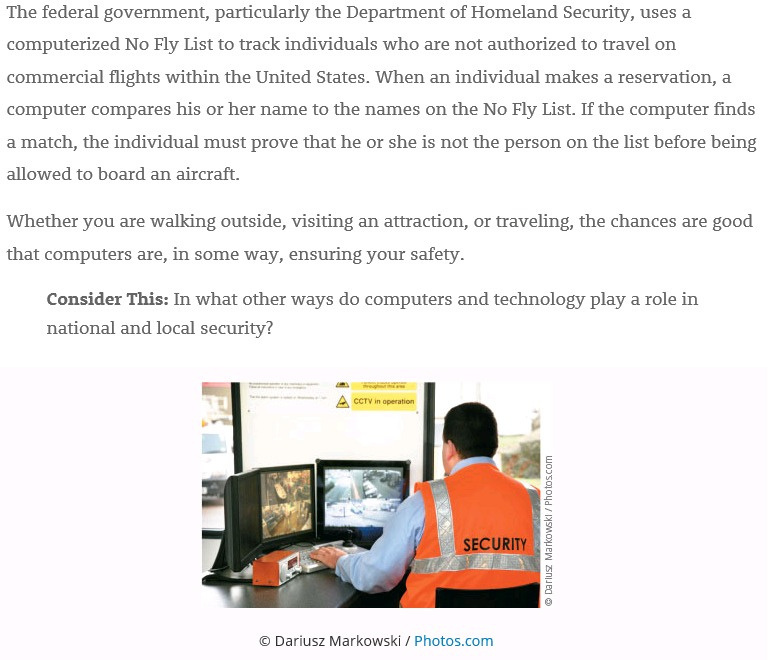 The federal government, particularly the Department of Homeland Security, uses a
computerized No Fly List to track individuals who are not authorized to travel on
commercial flights within the United States. When an individual makes a reservation, a
computer compares his or her name to the names on the No Fly List. If the computer finds
a match, the individual must prove that he or she is not the person on the list before being
allowed to board an aircraft.
Whether you are walking outside, visiting an attraction, or traveling, the chances are good
that computers are, in some way, ensuring your safety.
Consider This: In what other ways do computers and technology play a role in
national and local security?
throughout this area
CCTV in operation
SECURITY
© Dariusz Markowski / Photos.com
© Dariusz Markowski / Photos.com